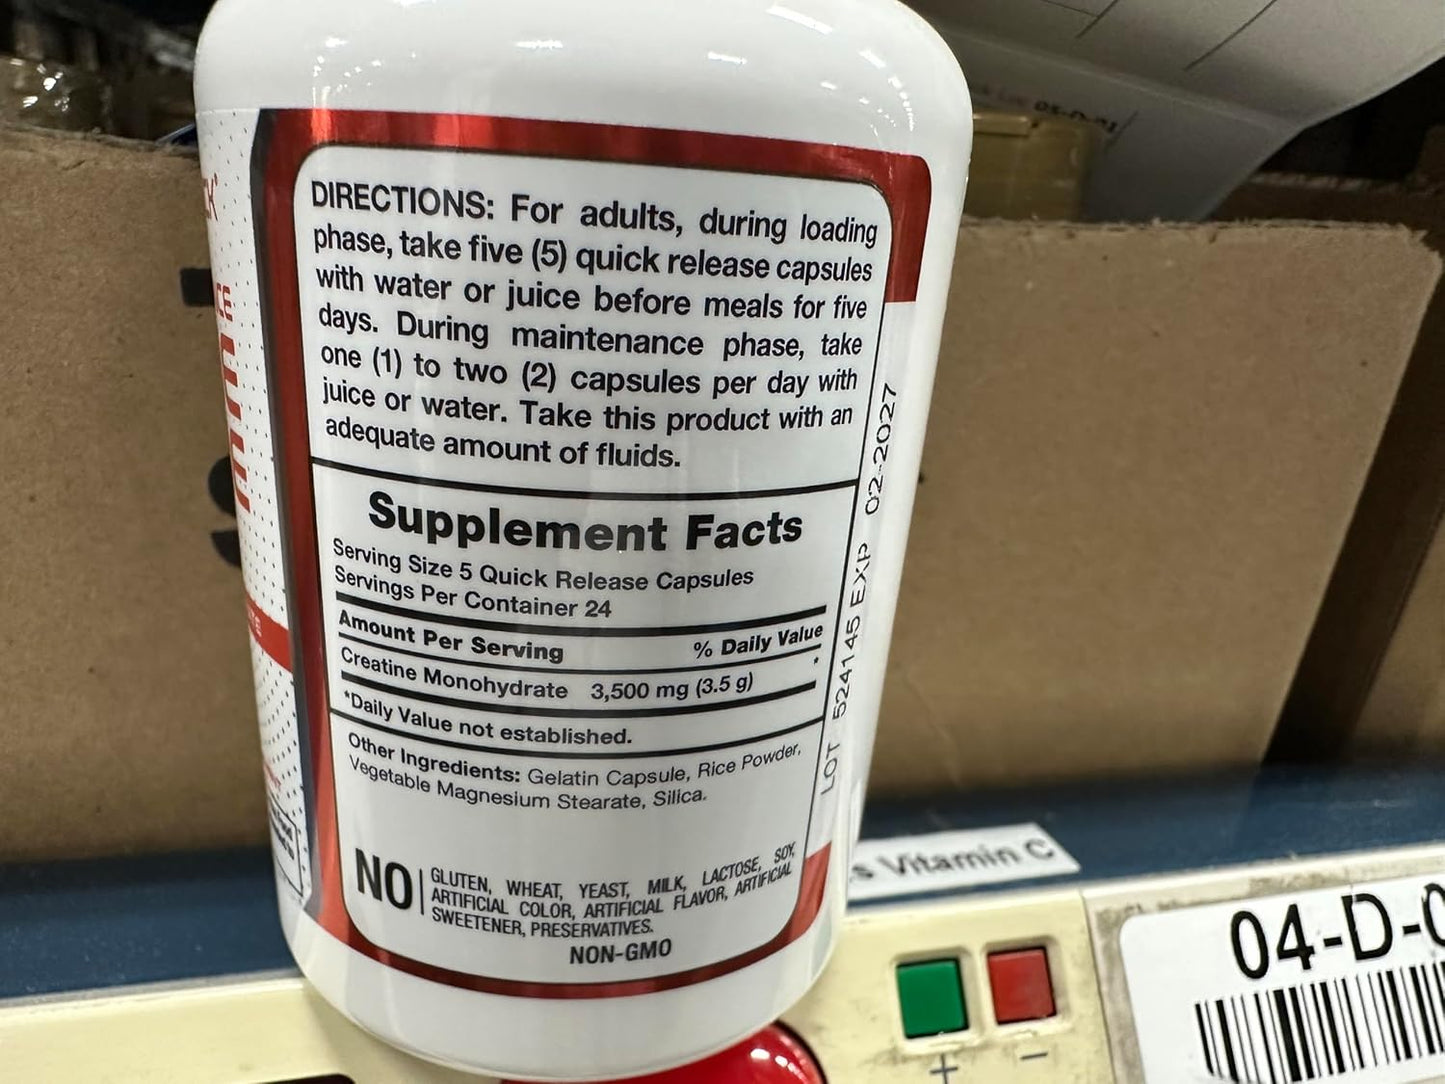 DIRECTIONS: For adults, during loading
phase, take five (5) quick release capsules
with water or juice before meals for five
days. During maintenance phase, take
one (1) to two (2) capsules per day with
juice or water. Take this product with an
adequate amount of fluids.
Supplement Facts
Serving Size 5 Quick Release Capsules
Servings Per Container 24
Amount Per Serving % Daily Value
Creatine Monohydrate 3,500 mg (3.5 g) *
*Daily Value not established.
Other Ingredients: Gelatin Capsule, Rice Powder,
Vegetable Magnesium Stearate, Silica.
NO
GLUTEN, WHEAT, YEAST, MILK, LACTOSE, SOY,
ARTIFICIAL COLOR, ARTIFICIAL FLAVOR, ARTIFICIAL
SWEETENER, PRESERVATIVES.
NON-GMO
LOT 524145 EXP 02-2027
Vitamin C
04-D-0
+ −